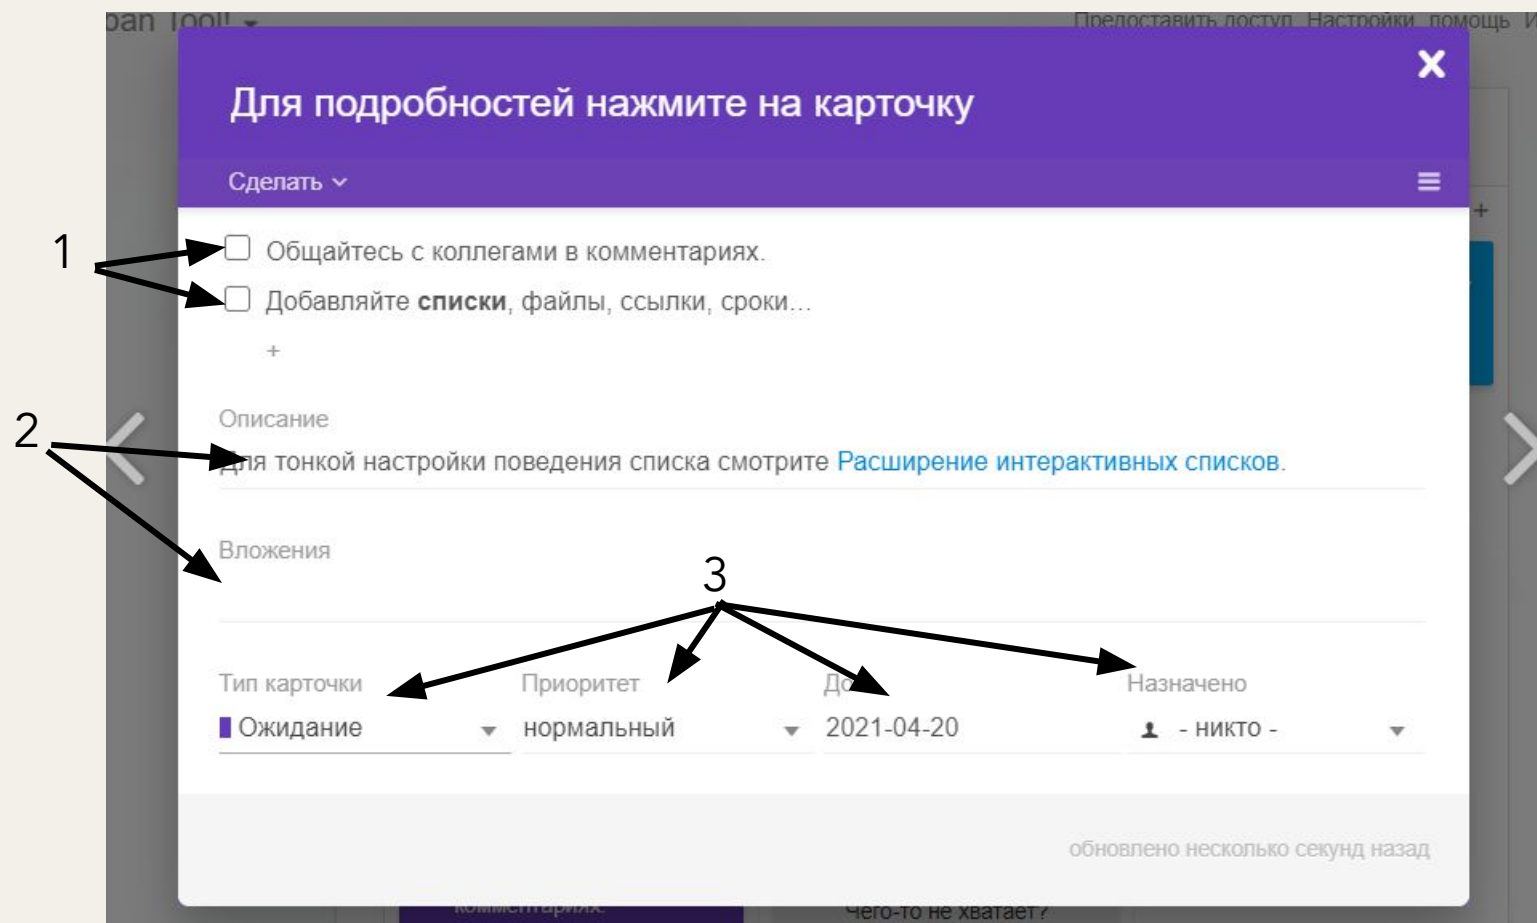 Tool!
Предоставить доступ Настройки помощь
Для подробностей нажмите на карточку
Сделать
+
1
Общайтесь с коллегами в комментариях.
Добавляйте списки, файлы, ссылки, сроки...
+
2
Описание
Для тонкой настройки поведения списка смотрите Расширение интерактивных списков.
Вложения
3
Тип карточки Приоритет До Назначено
Ожидание нормальный 2021-04-20 - никто -
обновлено несколько секунд назад
комментариях.
Чего-то не хватает?